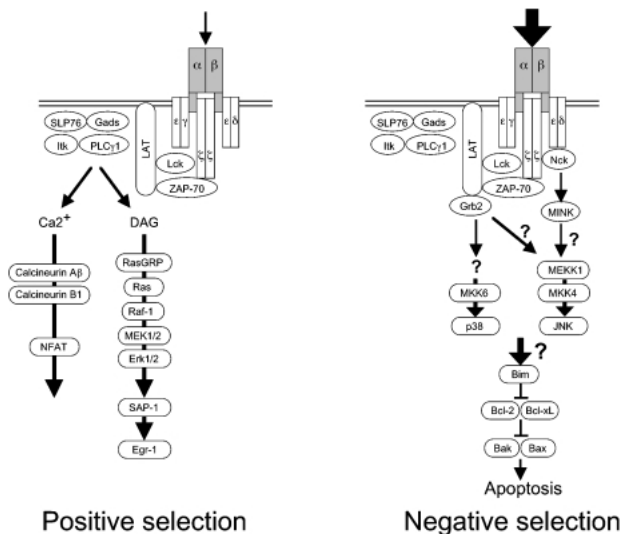 α β
ε γ ε δ
SLP76 Gads
Itk PLCγ1
LAT
Lck
ζ ζ
ZAP-70
Ca2+ DAG
Calcineurin Aβ
Calcineurin B1
NFAT
RasGRP
Ras
Raf-1
MEK1/2
Erk1/2
SAP-1
Egr-1
Positive selection
α β
ε γ ε δ
SLP76 Gads
Itk PLCγ1
LAT
Lck
ζ ζ
Nck
ZAP-70
Grb2
MINK
?
? ?
MEKK1
MKK6 MKK4
p38 JNK
?
Bim
Bcl-2 Bcl-xL
Bak Bax
Apoptosis
Negative selection